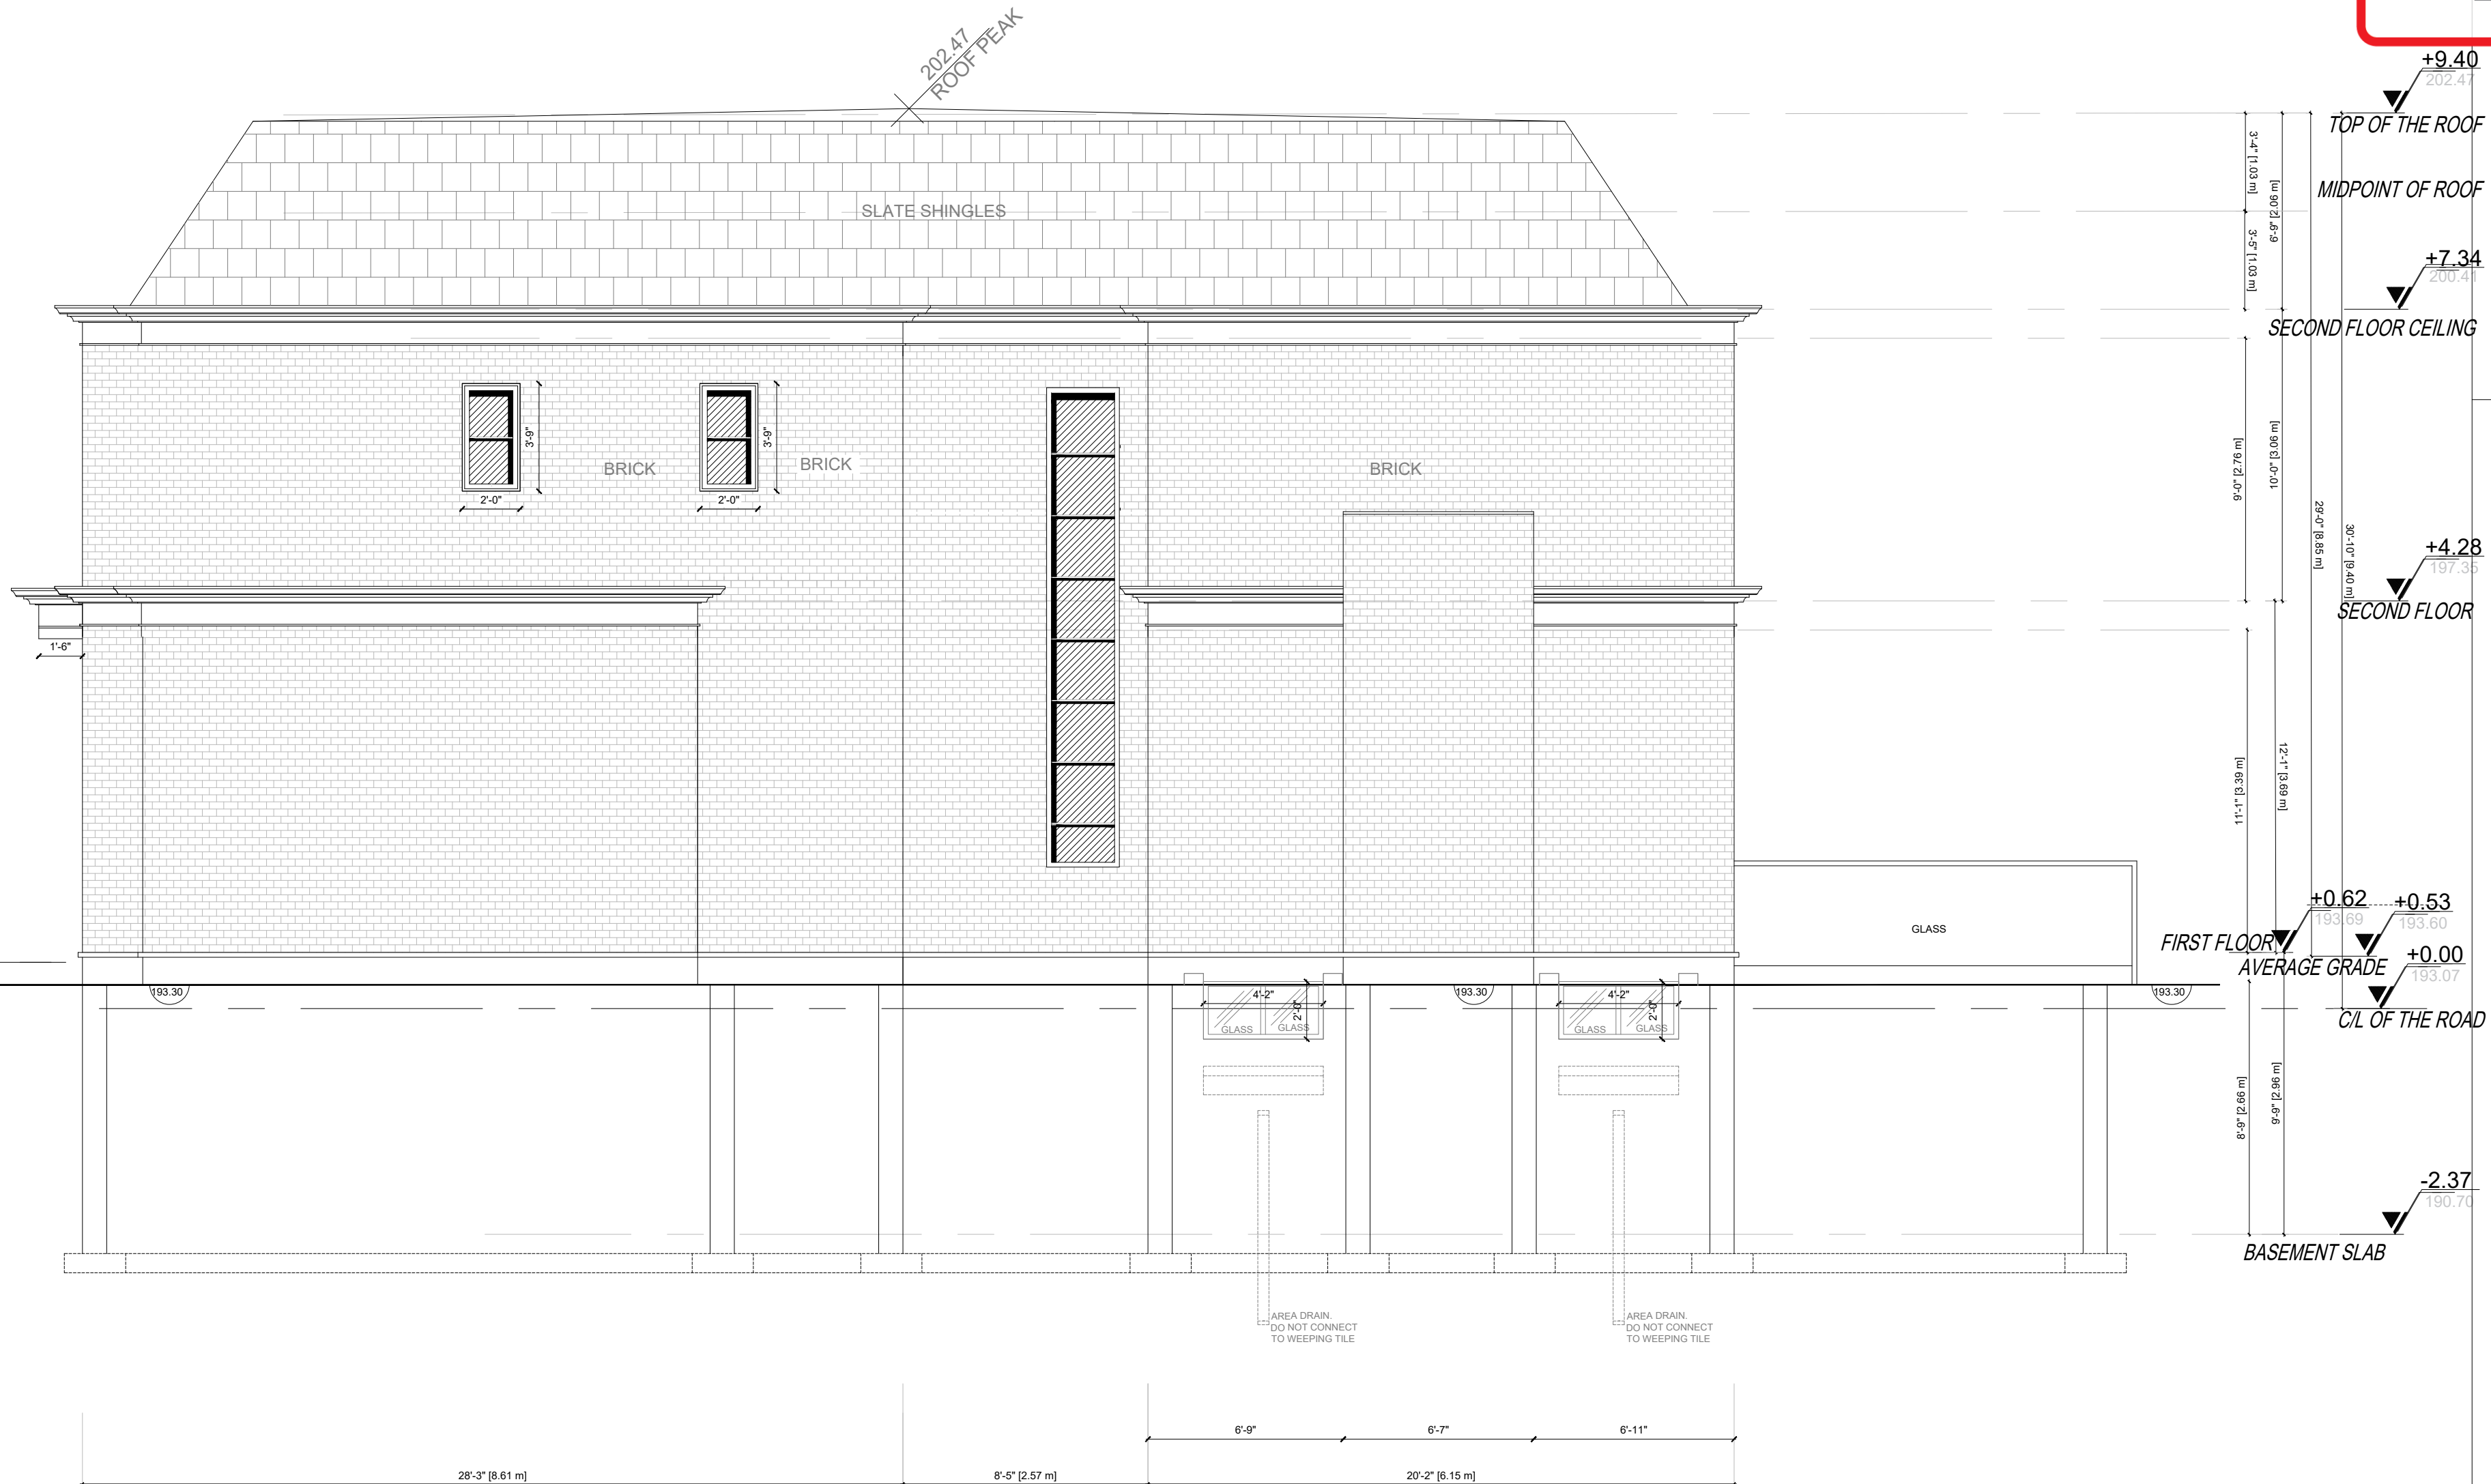 202.47
ROOF PEAK
+9.40
202.47
TOP OF THE ROOF
3'-4" [1.03 m]
MIDPOINT OF ROOF
6'-9" [2.06 m]
SLATE SHINGLES
3'-5" [1.03 m]
+7.34
200.41
SECOND FLOOR CEILING
3'-9"
3'-9"
BRICK
BRICK
BRICK
2'-0"
2'-0"
9'-0" [2.76 m]
10'-0" [3.06 m]
29'-0" [8.85 m]
30'-10" [9.40 m]
+4.28
197.35
SECOND FLOOR
1'-6"
11'-1" [3.39 m]
12'-1" [3.69 m]
GLASS
+0.62
193.69
+0.53
193.60
FIRST FLOOR
AVERAGE GRADE
+0.00
193.07
C/L OF THE ROAD
193.30
4'-2"
2'-0"
GLASS
GLASS
193.30
4'-2"
2'-0"
GLASS
GLASS
193.30
8'-9" [2.66 m]
9'-9" [2.96 m]
-2.37
190.70
BASEMENT SLAB
AREA DRAIN.
DO NOT CONNECT
TO WEEPING TILE
AREA DRAIN.
DO NOT CONNECT
TO WEEPING TILE
6'-9"
6'-7"
6'-11"
28'-3" [8.61 m]
8'-5" [2.57 m]
20'-2" [6.15 m]